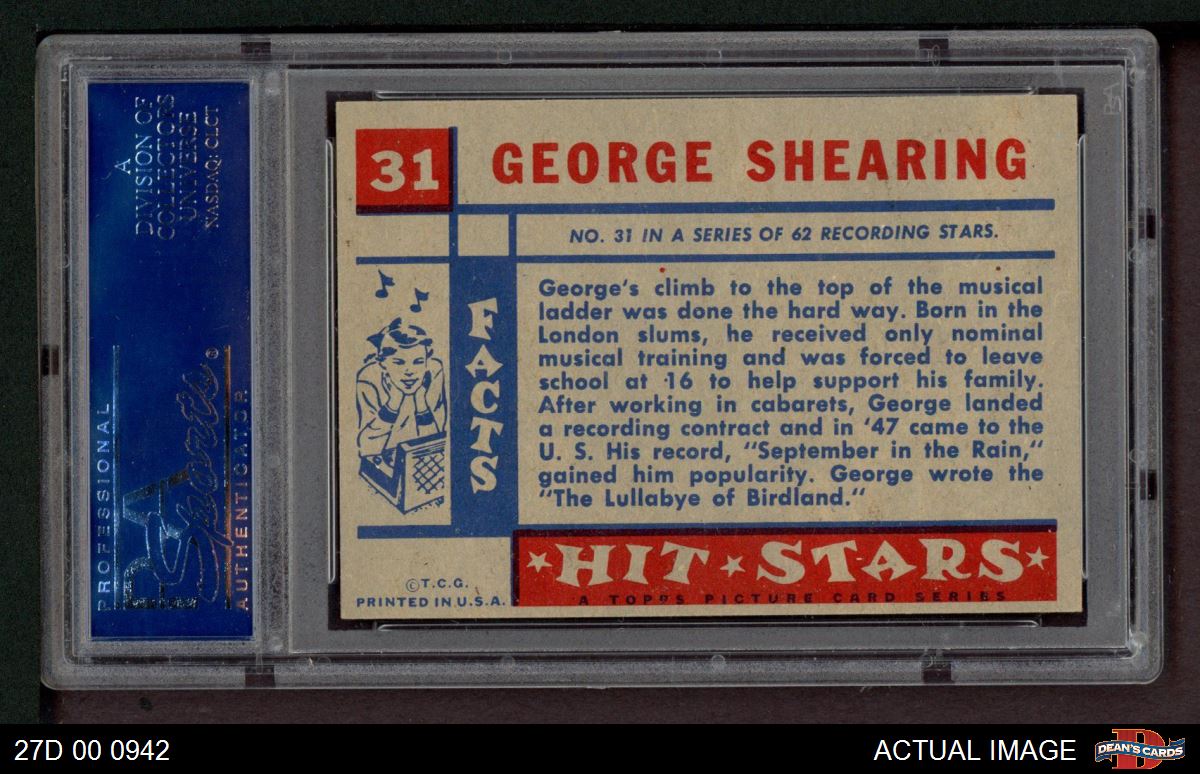 A
DIVISION OF
COLLECTORS
UNIVERSE
NASDAQ: CLCT
PROFESSIONAL
PSA
Sports®
AUTHENTICATOR
31
GEORGE SHEARING
NO. 31 IN A SERIES OF 62 RECORDING STARS.
FACTS
George's climb to the top of the musical
ladder was done the hard way. Born in the
London slums, he received only nominal
musical training and was forced to leave
school at 16 to help support his family.
After working in cabarets, George landed
a recording contract and in '47 came to the
U. S. His record, "September in the Rain,"
gained him popularity. George wrote the
"The Lullabye of Birdland."
HIT STARS
A TOPPS PICTURE CARD SERIES
© T.C.G.
PRINTED IN U.S.A.
27D 00 0942
ACTUAL IMAGE
DEAN'S CARDS